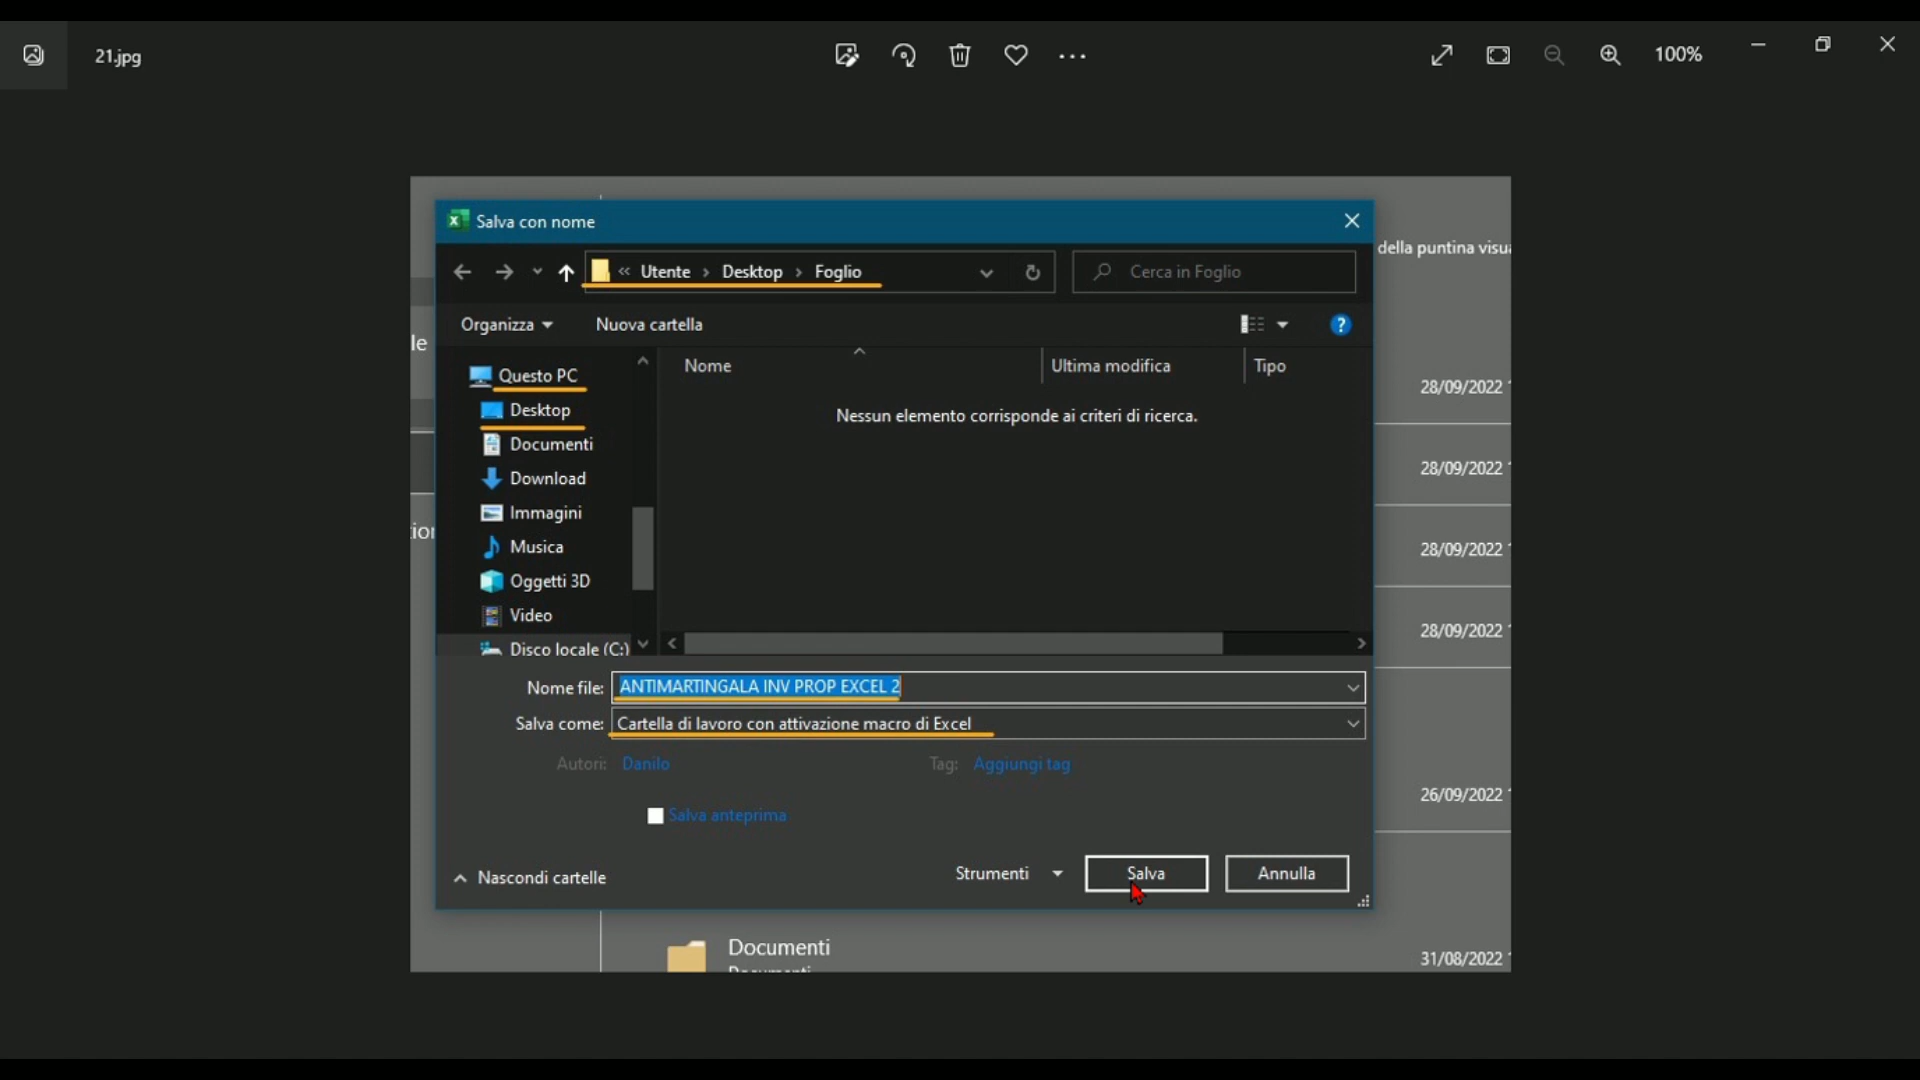 21.jpg
100%
Salva con nome
della puntina visu
« Utente > Desktop > Foglio
Cerca in Foglio
Organizza
Nuova cartella
?
le
Questo PC
Desktop
Documenti
Download
Immagini
Musica
Oggetti 3D
Video
Disco locale (C:)
Nome
Ultima modifica
Tipo
Nessun elemento corrisponde ai criteri di ricerca.
28/09/2022
28/09/2022
28/09/2022
28/09/2022
26/09/2022
31/08/2022
Nome file: ANTIMARTINGALA INV PROP EXCEL 2
Salva come: Cartella di lavoro con attivazione macro di Excel
Autori: Danilo
Tag: Aggiungi tag
Salva anteprima
Nascondi cartelle
Strumenti
Salva
Annulla
Documenti